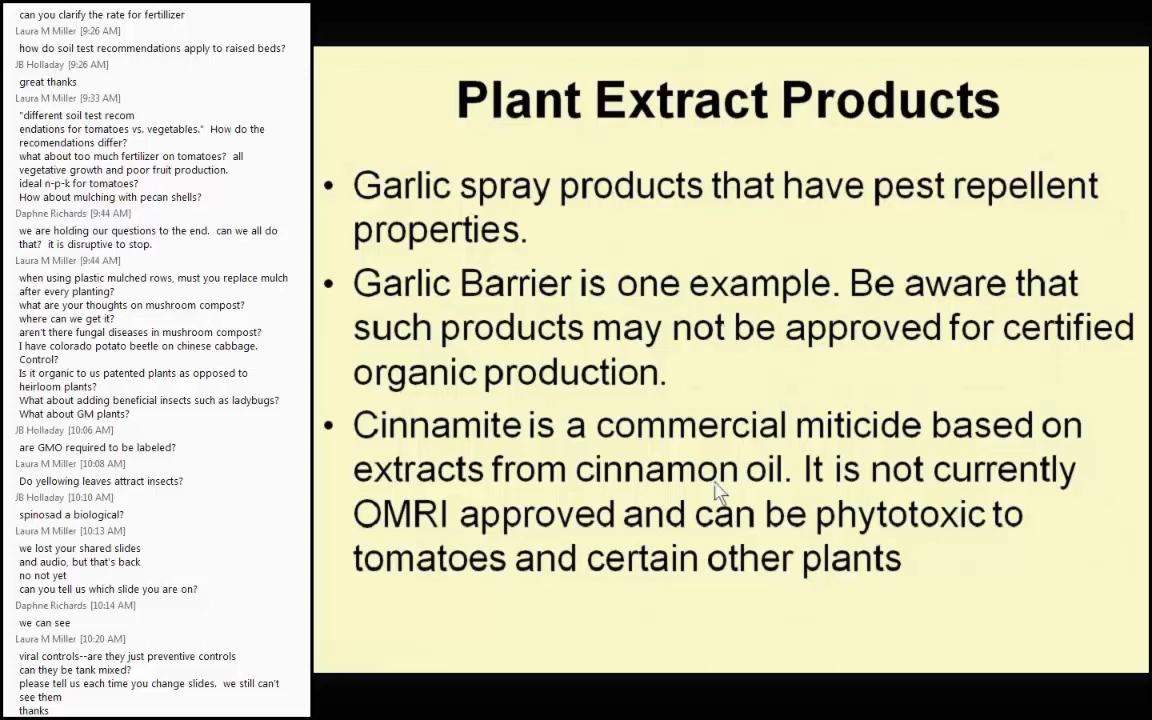 can you clarify the rate for fertillizer
Laura M Miller [9:26 AM]
how do soil test recommendations apply to raised beds?
JB Holladay [9:26 AM]
great thanks
Laura M Miller [9:33 AM]
"different soil test recom
endations for tomatoes vs. vegetables." How do the
recomendations differ?
what about too much fertilizer on tomatoes? all
vegetative growth and poor fruit production.
ideal n-p-k for tomatoes?
How about mulching with pecan shells?
Daphne Richards [9:44 AM]
we are holding our questions to the end. can we all do
that? it is disruptive to stop.
Laura M Miller [9:44 AM]
when using plastic mulched rows, must you replace mulch
after every planting?
what are your thoughts on mushroom compost?
where can we get it?
aren't there fungal diseases in mushroom compost?
I have colorado potato beetle on chinese cabbage.
Control?
Is it organic to us patented plants as opposed to
heirloom plants?
What about adding beneficial insects such as ladybugs?
What about GM plants?
JB Holladay [10:06 AM]
are GMO required to be labeled?
Laura M Miller [10:08 AM]
Do yellowing leaves attract insects?
JB Holladay [10:10 AM]
spinosad a biological?
Laura M Miller [10:13 AM]
we lost your shared slides
and audio, but that's back
no not yet
can you tell us which slide you are on?
Daphne Richards [10:14 AM]
we can see
Laura M Miller [10:20 AM]
viral controls--are they just preventive controls
can they be tank mixed?
please tell us each time you change slides. we still can't
see them
thanks
Plant Extract Products
• Garlic spray products that have pest repellent
properties.
• Garlic Barrier is one example. Be aware that
such products may not be approved for certified
organic production.
• Cinnamite is a commercial miticide based on
extracts from cinnamon oil. It is not currently
OMRI approved and can be phytotoxic to
tomatoes and certain other plants